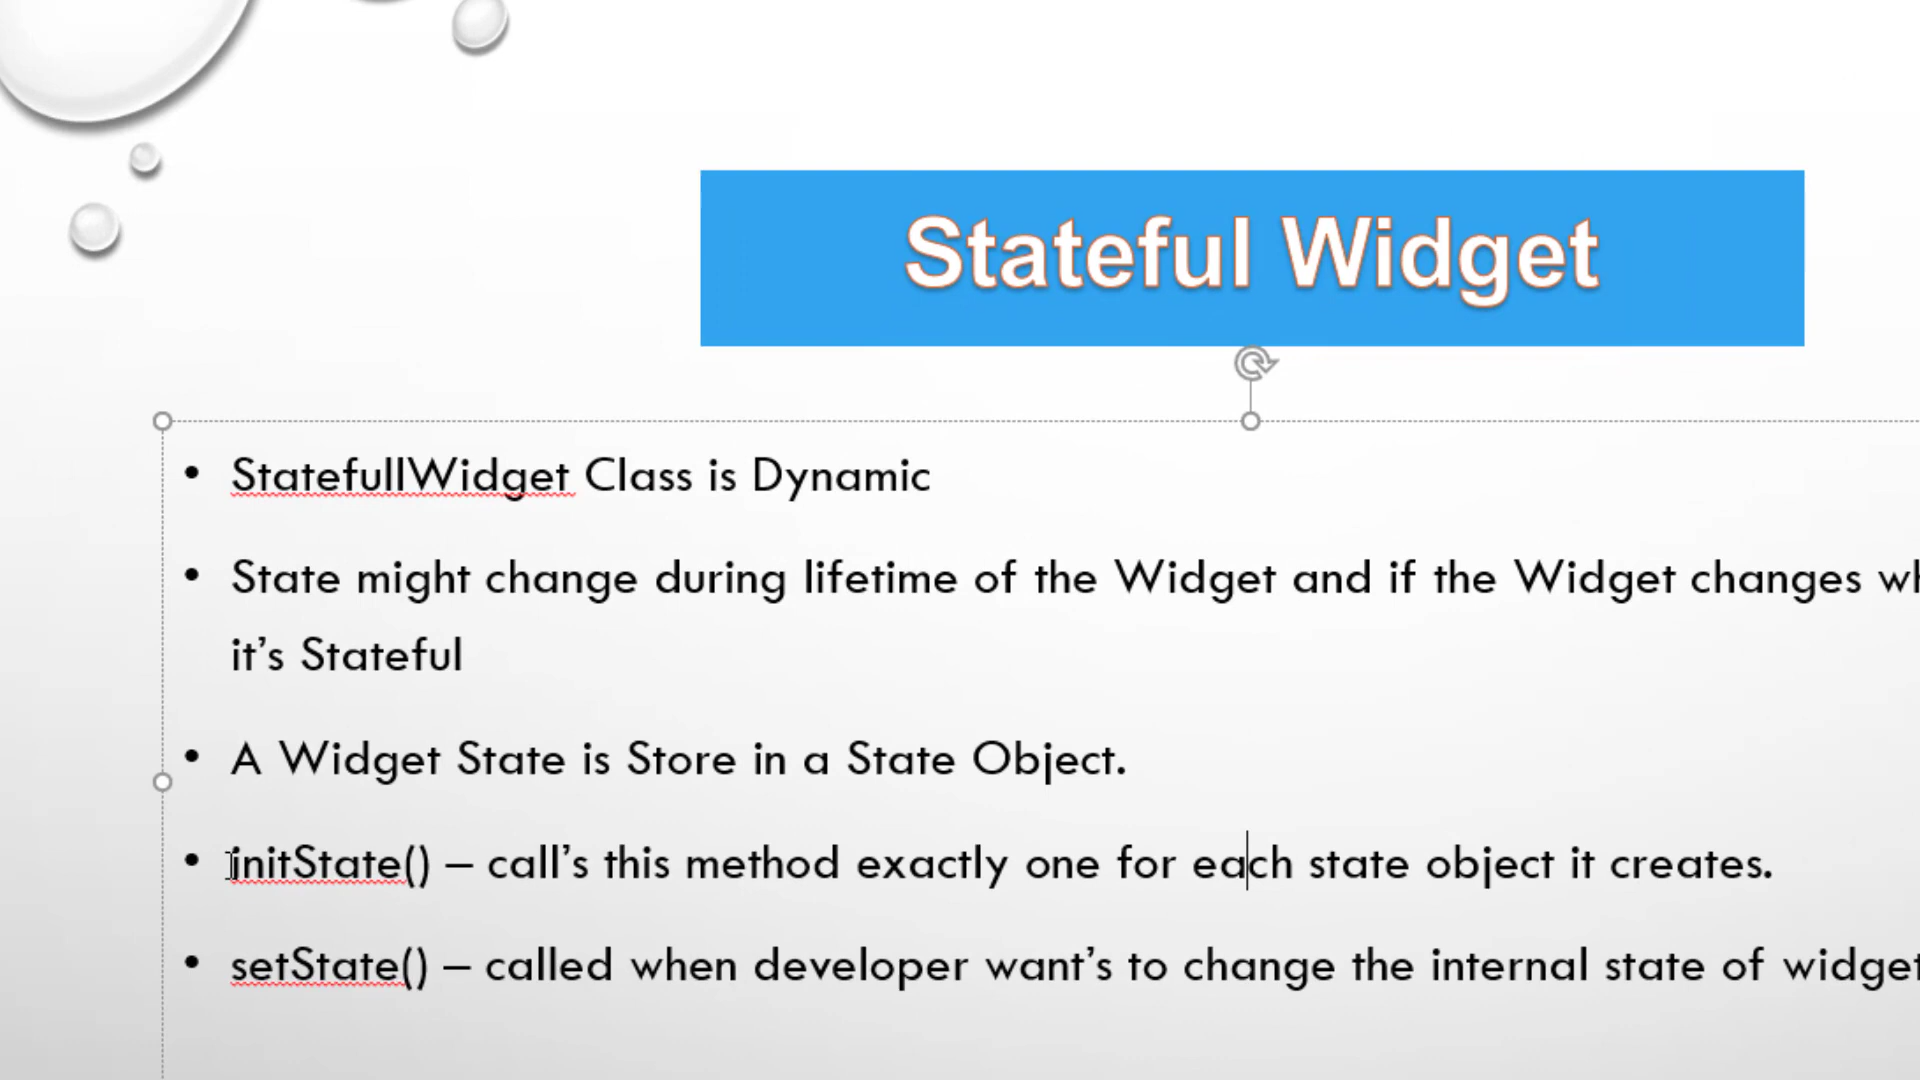 Stateful Widget
• StatefullWidget Class is Dynamic
• State might change during lifetime of the Widget and if the Widget changes
it’s Stateful
• A Widget State is Store in a State Object.
• initState() – call’s this method exactly one for each state object it creates.
• setState() – called when developer want’s to change the internal state of widget